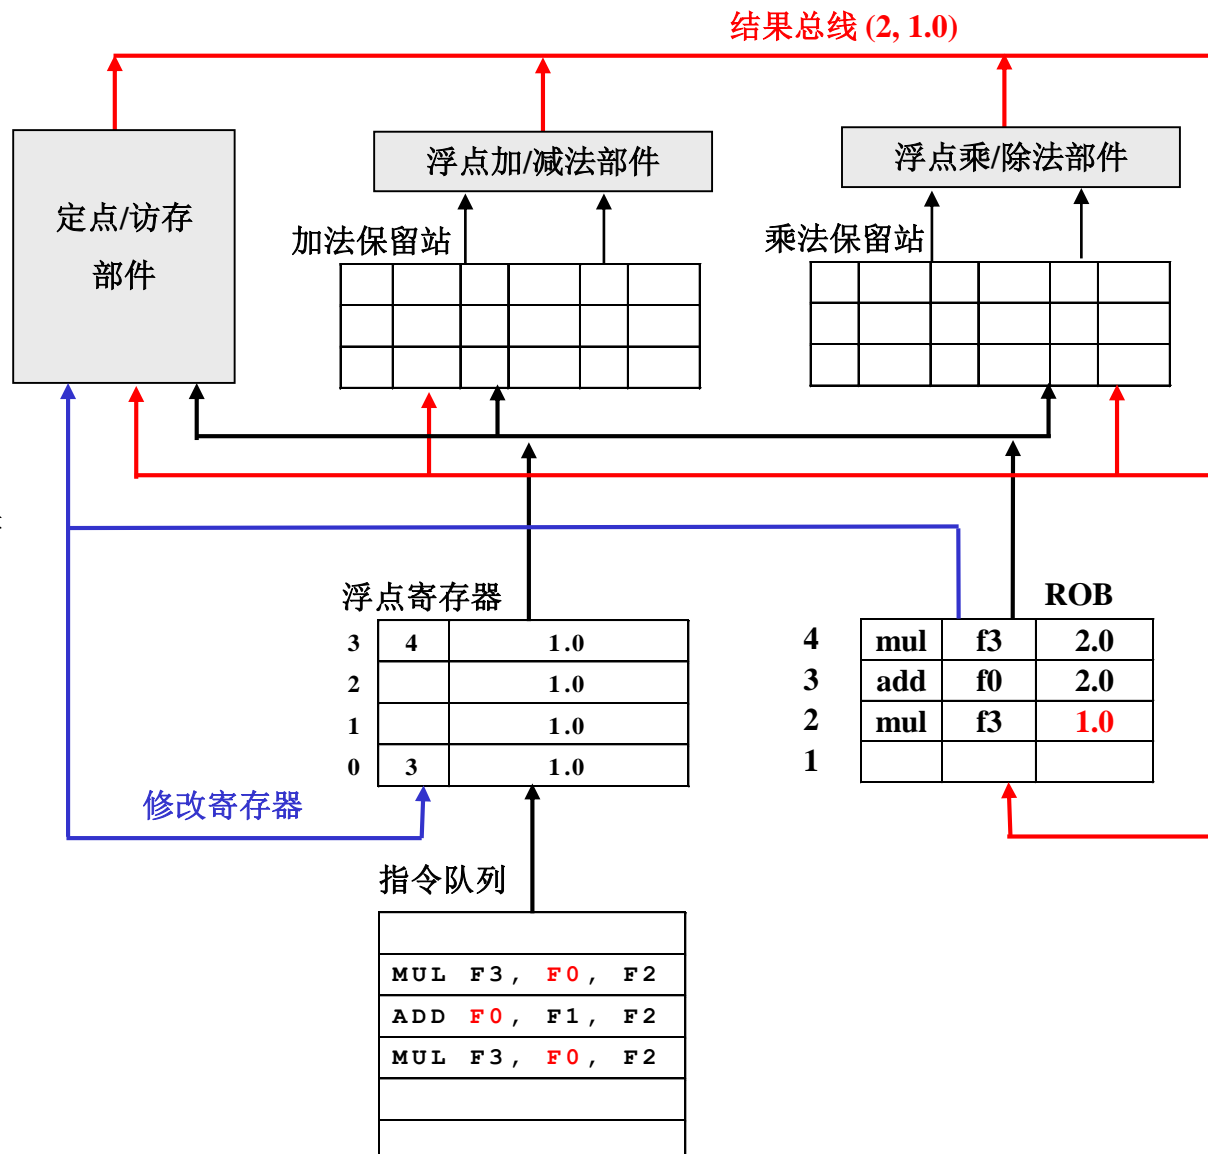 结果总线 (2, 1.0)
定点/访存
部件
浮点加/减法部件
浮点乘/除法部件
加法保留站
乘法保留站
浮点寄存器
3 4 1.0
2 1.0
1 1.0
0 3 1.0
ROB
4 mul f3 2.0
3 add f0 2.0
2 mul f3 1.0
1
修改寄存器
指令队列
MUL F3, F0, F2
ADD F0, F1, F2
MUL F3, F0, F2